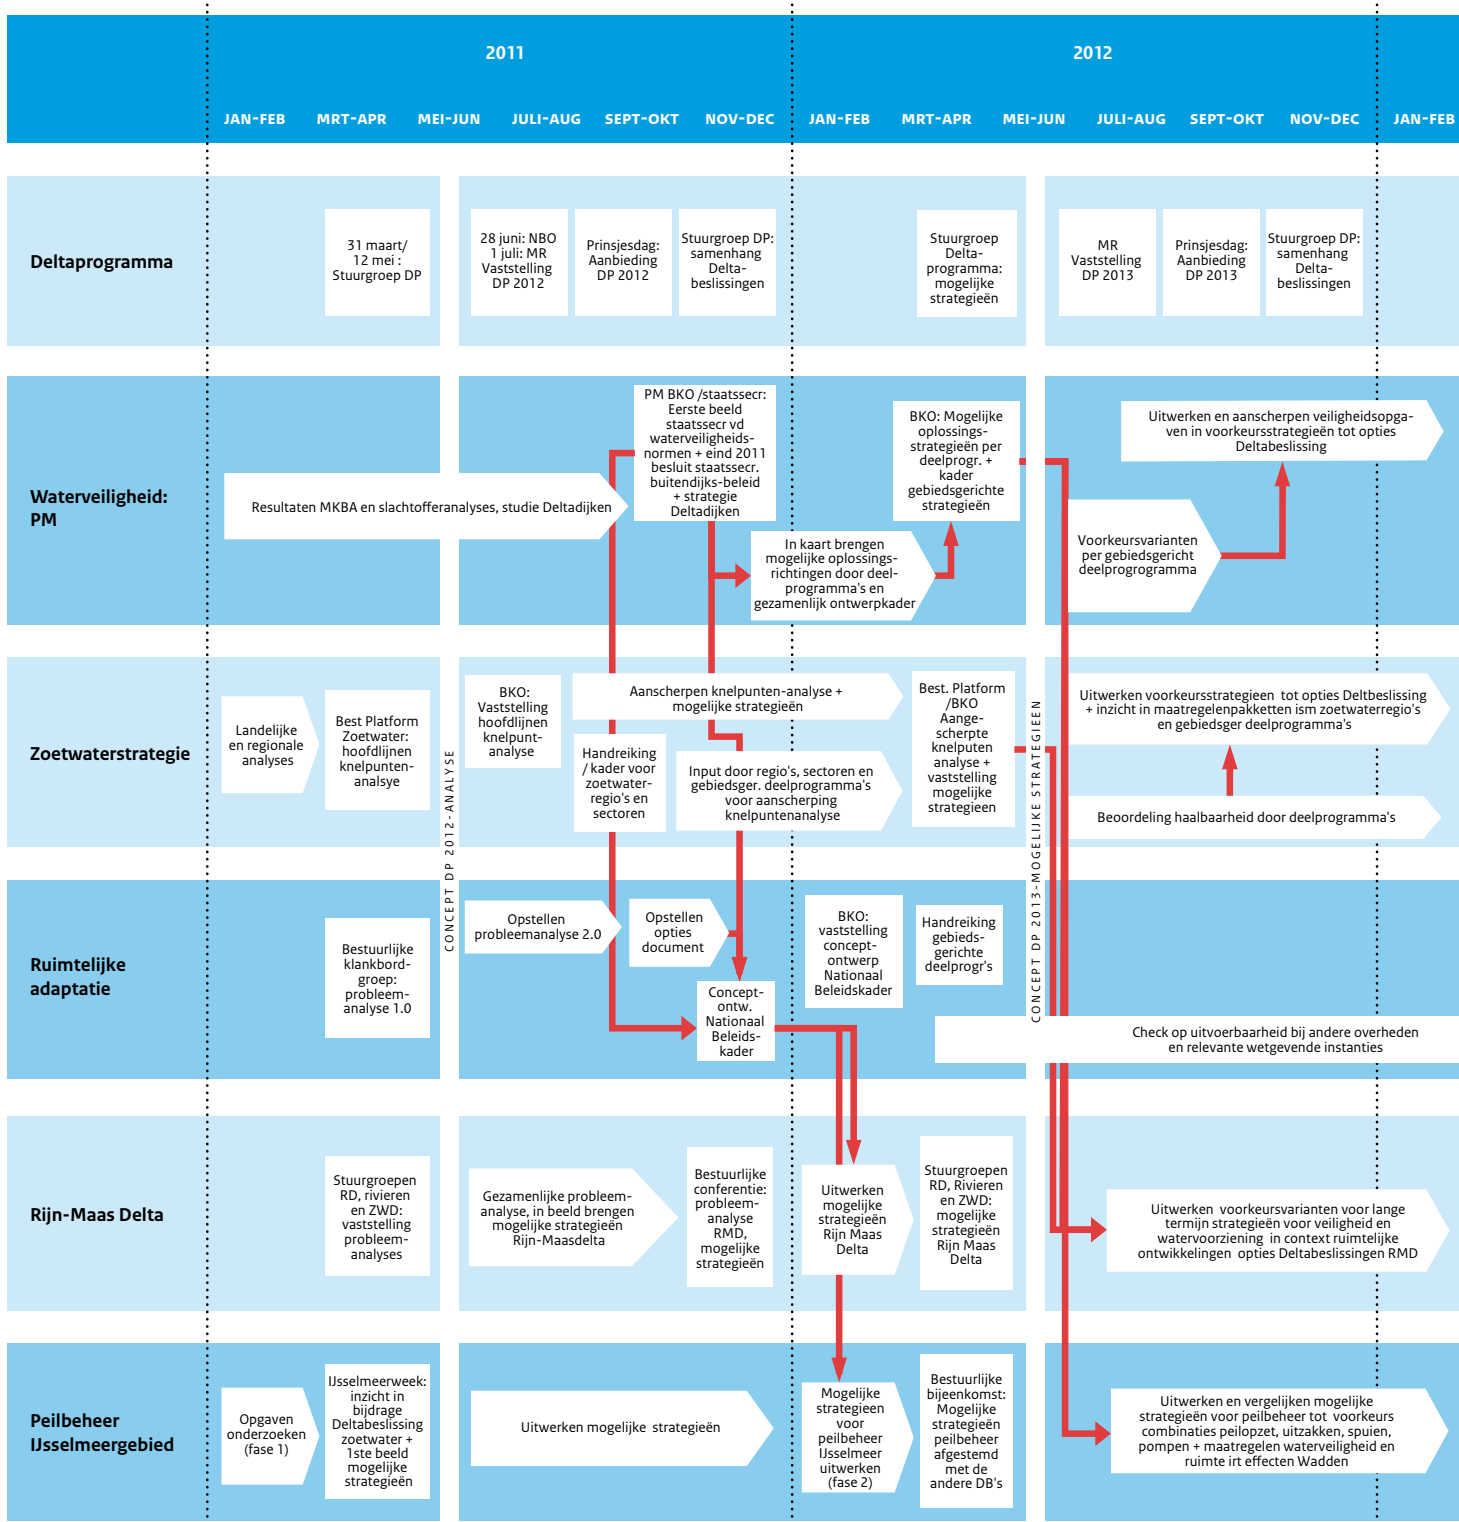 2011
2012
JAN-FEB
MRT-APR
MEI-JUN
JULI-AUG
SEPT-OKT
NOV-DEC
JAN-FEB
MRT-APR
MEI-JUN
JULI-AUG
SEPT-OKT
NOV-DEC
JAN-FEB
Deltaprogramma
31 maart/
12 mei :
Stuurgroep DP
28 juni: NBO
1 juli: MR
Vaststelling
DP 2012
Prinsjesdag:
Aanbieding
DP 2012
Stuurgroep DP:
samenhang
Delta-
beslissingen
Stuurgroep
Delta-
programma:
mogelijke
strategieën
MR
Vaststelling
DP 2013
Prinsjesdag:
Aanbieding
DP 2013
Stuurgroep DP:
samenhang
Delta-
beslissingen
Waterveiligheid:
PM
Resultaten MKBA en slachtofferanalyses, studie Deltadijken
PM BKO /staatssecr:
Eerste beeld
staatssecr vd
waterveiligheids-
normen + eind 2011
besluit staatssecr.
buitendijks-beleid
+ strategie
Deltadijken
In kaart brengen
mogelijke oplossings-
richtingen door deel-
programma's en
gezamenlijk ontwerpkader
BKO: Mogelijke
oplossings-
strategieën per
deelprogr. +
kader
gebiedsgerichte
strategieën
Voorkeursvarianten
per gebiedsgericht
deelprogrogramma
Uitwerken en aanscherpen veiligheidsopga-
ven in voorkeursstrategieën tot opties
Deltabeslissing
Zoetwaterstrategie
Landelijke
en regionale
analyses
Best Platform
Zoetwater:
hoofdlijnen
knelpunten-
analsye
CONCEPT DP 2012-ANALYSE
BKO:
Vaststelling
hoofdlijnen
knelpunt-
analyse
Handreiking
/ kader voor
zoetwater-
regio's en
sectoren
Aanscherpen knelpunten-analyse +
mogelijke strategieën
Input door regio's, sectoren en
gebiedsger. deelprogramma's
voor aanscherping
knelpuntenanalyse
Best. Platform
/BKO
Aange-
scherpte
knelputen
analyse +
vaststelling
mogelijke
strategieen
CONCEPT DP 2013-MOGELIJKE STRATEGIEEN
Uitwerken voorkeursstrategieen tot opties Deltbeslissing
+ inzicht in maatregelenpakketten ism zoetwaterregio's
en gebiedsger deelprogramma's
Beoordeling haalbaarheid door deelprogramma's
Ruimtelijke
adaptatie
Bestuurlijke
klankbord-
groep:
probleem-
analyse 1.0
Opstellen
probleemanalyse 2.0
Opstellen
opties
document
Concept-
ontw.
Nationaal
Beleids-
kader
BKO:
vaststelling
concept-
ontwerp
Nationaal
Beleidskader
Handreiking
gebieds-
gerichte
deelprogr's
Check op uitvoerbaarheid bij andere overheden
en relevante wetgevende instanties
Rijn-Maas Delta
Stuurgroepen
RD, rivieren
en ZWD:
vaststelling
probleem-
analyses
Gezamenlijke probleem-
analyse, in beeld brengen
mogelijke strategieën
Rijn-Maasdelta
Bestuurlijke
conferentie:
probleem-
analyse
RMD,
mogelijke
strategieën
Uitwerken
mogelijke
strategieën
Rijn Maas
Delta
Stuurgroepen
RD, Rivieren
en ZWD:
mogelijke
strategieën
Rijn Maas
Delta
Uitwerken voorkeursvarianten voor lange
termijn strategieën voor veiligheid en
watervoorziening in context ruimtelijke
ontwikkelingen opties Deltabeslissingen RMD
Peilbeheer
IJsselmeergebied
Opgaven
onderzoeken
(fase 1)
IJsselmeerweek:
inzicht in
bijdrage
Deltabeslissing
zoetwater +
1ste beeld
mogelijke
strategieën
Uitwerken mogelijke strategieën
Mogelijke
strategieen
voor
peilbeheer
IJsselmeer
uitwerken
(fase 2)
Bestuurlijke
bijeenkomst:
Mogelijke
strategieën
peilbeheer
afgestemd
met de
andere DB's
Uitwerken en vergelijken mogelijke
strategieën voor peilbeheer tot voorkeurs
combinaties peilopzet, uitzakken, spuien,
pompen + maatregelen waterveiligheid en
ruimte irt effecten Wadden